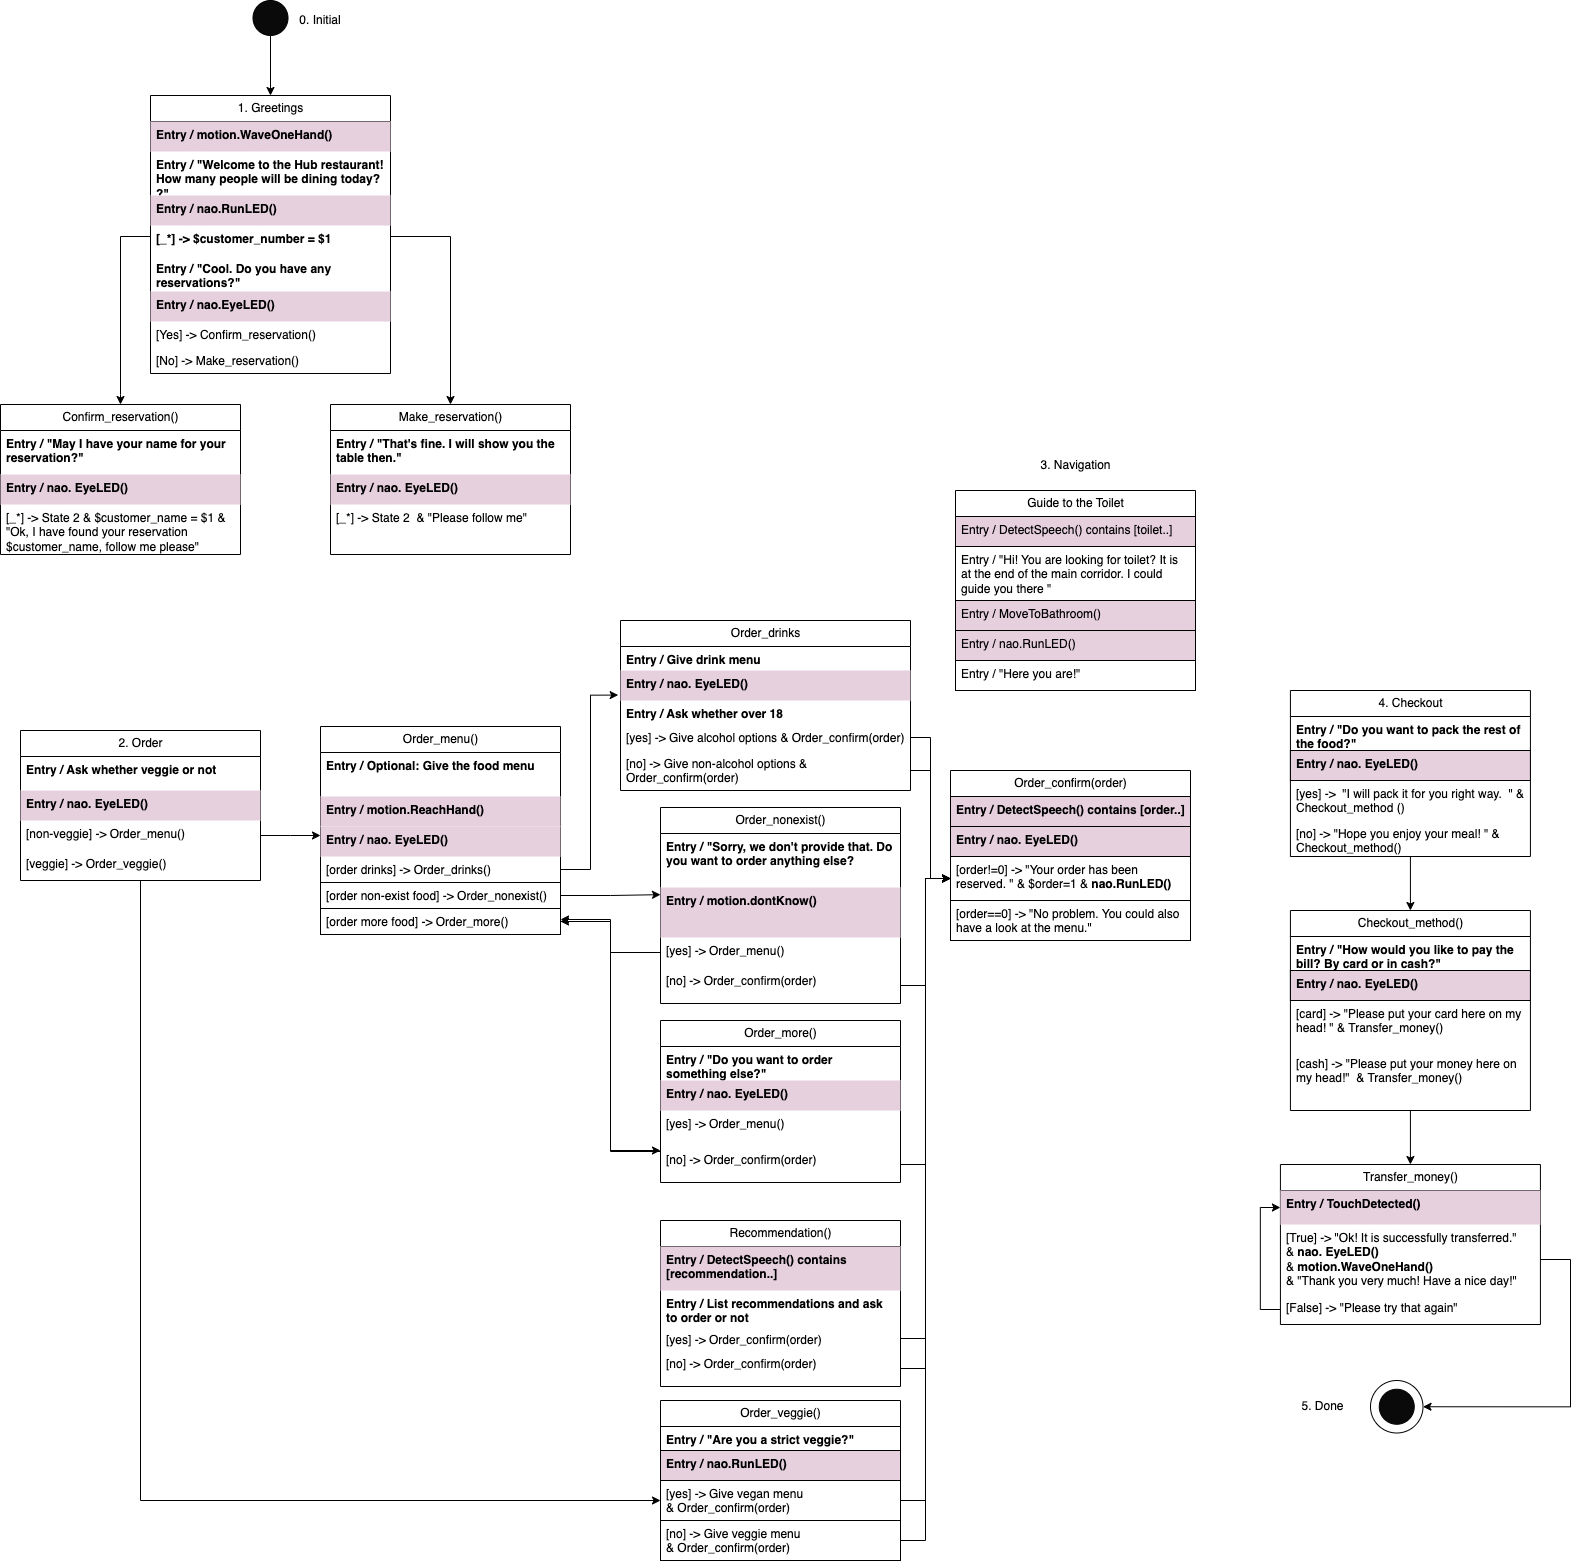 0. Initial
1. Greetings
Entry / motion.WaveOneHand()
Entry / "Welcome to the Hub restaurant!
How many people will be dining today?
?"
Entry / nao.RunLED()
[_*] -> $customer_number = $1
Entry / "Cool. Do you have any
reservations?"
Entry / nao.EyeLED()
[Yes] -> Confirm_reservation()
[No] -> Make_reservation()
Confirm_reservation()
Entry / "May I have your name for your
reservation?"
Entry / nao. EyeLED()
[_*] -> State 2 & $customer_name = $1 &
"Ok, I have found your reservation
$customer_name, follow me please"
Make_reservation()
Entry / "That's fine. I will show you the
table then."
Entry / nao. EyeLED()
[_*] -> State 2  & "Please follow me"
3. Navigation
Guide to the Toilet
Entry / DetectSpeech() contains [toilet..]
Entry / "Hi! You are looking for toilet? It is
at the end of the main corridor. I could
guide you there "
Entry / MoveToBathroom()
Entry / nao.RunLED()
Entry / "Here you are!"
2. Order
Entry / Ask whether veggie or not
Entry / nao. EyeLED()
[non-veggie] -> Order_menu()
[veggie] -> Order_veggie()
Order_menu()
Entry / Optional: Give the food menu
Entry / motion.ReachHand()
Entry / nao. EyeLED()
[order drinks] -> Order_drinks()
[order non-exist food] -> Order_nonexist()
[order more food] -> Order_more()
Order_drinks
Entry / Give drink menu
Entry / nao. EyeLED()
Entry / Ask whether over 18
[yes] -> Give alcohol options & Order_confirm(order)
[no] -> Give non-alcohol options &
Order_confirm(order)
Order_nonexist()
Entry / "Sorry, we don't provide that. Do
you want to order anything else?
Entry / motion.dontKnow()
[yes] -> Order_menu()
[no] -> Order_confirm(order)
Order_more()
Entry / "Do you want to order
something else?"
Entry / nao. EyeLED()
[yes] -> Order_menu()
[no] -> Order_confirm(order)
Recommendation()
Entry / DetectSpeech() contains
[recommendation..]
Entry / List recommendations and ask
to order or not
[yes] -> Order_confirm(order)
[no] -> Order_confirm(order)
Order_veggie()
Entry / "Are you a strict veggie?"
Entry / nao.RunLED()
[yes] -> Give vegan menu
& Order_confirm(order)
[no] -> Give veggie menu
& Order_confirm(order)
Order_confirm(order)
Entry / DetectSpeech() contains [order..]
Entry / nao. EyeLED()
[order!=0] -> "Your order has been
reserved. " & $order=1 & nao.RunLED()
[order==0] -> "No problem. You could also
have a look at the menu."
4. Checkout
Entry / "Do you want to pack the rest of
the food?"
Entry / nao. EyeLED()
[yes] ->  "I will pack it for you right way.  " &
Checkout_method ()
[no] -> "Hope you enjoy your meal! " &
Checkout_method()
Checkout_method()
Entry / "How would you like to pay the
bill? By card or in cash?"
Entry / nao. EyeLED()
[card] -> "Please put your card here on my
head! " & Transfer_money()
[cash] -> "Please put your money here on
my head!"  & Transfer_money()
Transfer_money()
Entry / TouchDetected()
[True] -> "Ok! It is successfully transferred."
& nao. EyeLED()
& motion.WaveOneHand()
& "Thank you very much! Have a nice day!"
[False] -> "Please try that again"
5. Done